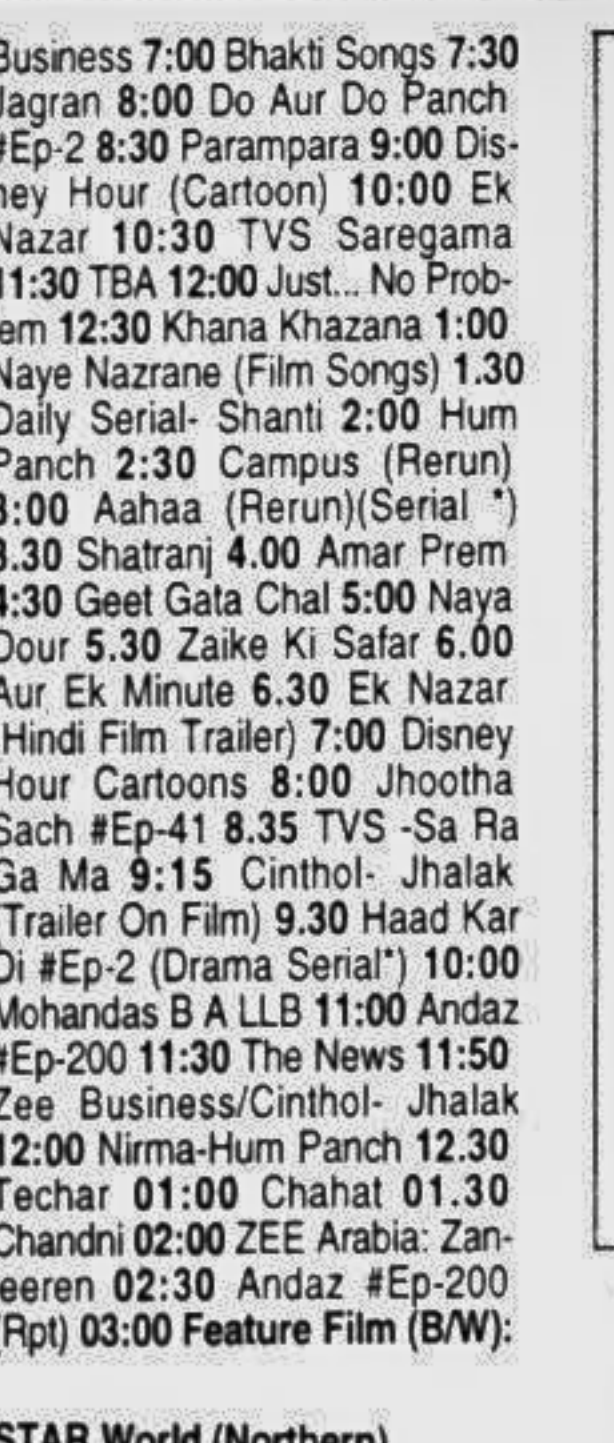 Business 7:00 Bhakti Songs 7:30
Jagran 8:00 Do Aur Do Panch
#Ep-2 8:30 Parampara 9:00 Dis-
ney Hour (Cartoon) 10:00 Ek
Nazar 10:30 TVS Saregama
11:30 TBA 12:00 Just... No Prob-
em 12:30 Khana Khazana 1:00
Naye Nazrane (Film Songs) 1.30
Daily Serial- Shanti 2:00 Hum
Panch 2:30 Campus (Rerun)
3:00 Aahaa (Rerun)(Serial *)
3.30 Shatranj 4.00 Amar Prem
4:30 Geet Gata Chal 5:00 Naya
Dour 5.30 Zaike Ki Safar 6.00
Aur Ek Minute 6.30 Ek Nazar
(Hindi Film Trailer) 7:00 Disney
Hour Cartoons 8:00 Jhootha
Sach #Ep-41 8.35 TVS -Sa Ra
Ga Ma 9:15 Cinthol- Jhalak
(Trailer On Film) 9.30 Haad Kar
Di #Ep-2 (Drama Serial*) 10:00
Mohandas B A LLB 11:00 Andaz
#Ep-200 11:30 The News 11:50
Zee Business/Cinthol- Jhalak
12:00 Nirma-Hum Panch 12.30
Techar 01:00 Chahat 01.30
Chandni 02:00 ZEE Arabia: Zan-
jeeren 02:30 Andaz #Ep-200
(Rpt) 03:00 Feature Film (B/W):
STAR World (Northern)